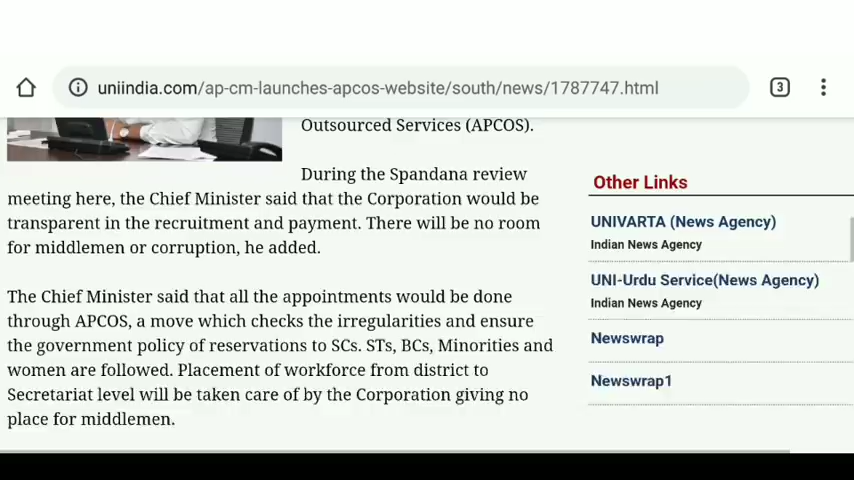 uniindia.com/ap-cm-launches-apcos-website/south/news/1787747.html
3
Outsourced Services (APCOS).
During the Spandana review
meeting here, the Chief Minister said that the Corporation would be
transparent in the recruitment and payment. There will be no room
for middlemen or corruption, he added.
The Chief Minister said that all the appointments would be done
through APCOS, a move which checks the irregularities and ensure
the government policy of reservations to SCs. STs, BCs, Minorities and
women are followed. Placement of workforce from district to
Secretariat level will be taken care of by the Corporation giving no
place for middlemen.
Other Links
UNIVARTA (News Agency)
Indian News Agency
UNI-Urdu Service(News Agency)
Indian News Agency
Newswrap
Newswrap1